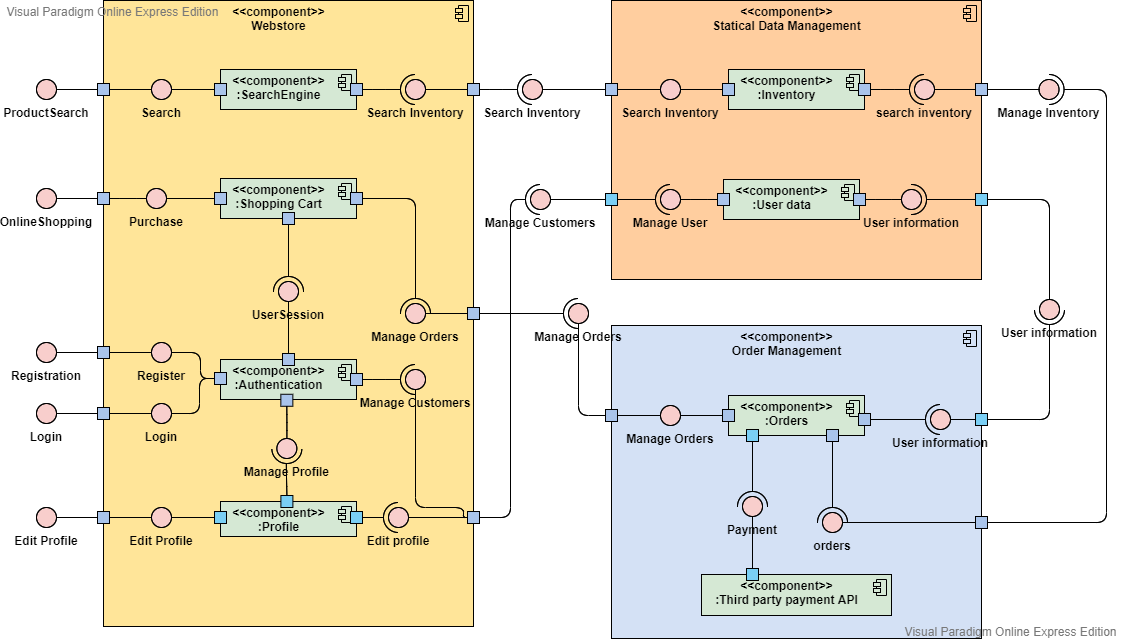 Visual Paradigm Online Express Edition
<<component>>
Webstore
<<component>>
Statical Data Management
<<component>>
:SearchEngine
<<component>>
:Inventory
ProductSearch
Search
Search Inventory
Search Inventory
Search Inventory
search inventory
Manage Inventory
<<component>>
:Shopping Cart
<<component>>
:User data
OnlineShopping
Purchase
Manage Customers
Manage User
User information
UserSession
Manage Orders
Manage Orders
User information
<<component>>
Order Management
Registration
Register
<<component>>
:Authentication
Manage Customers
Login
Login
<<component>>
:Orders
Manage Orders
User information
Manage Profile
<<component>>
:Profile
Edit Profile
Edit Profile
Edit profile
Payment
orders
<<component>>
:Third party payment API
Visual Paradigm Online Express Edition